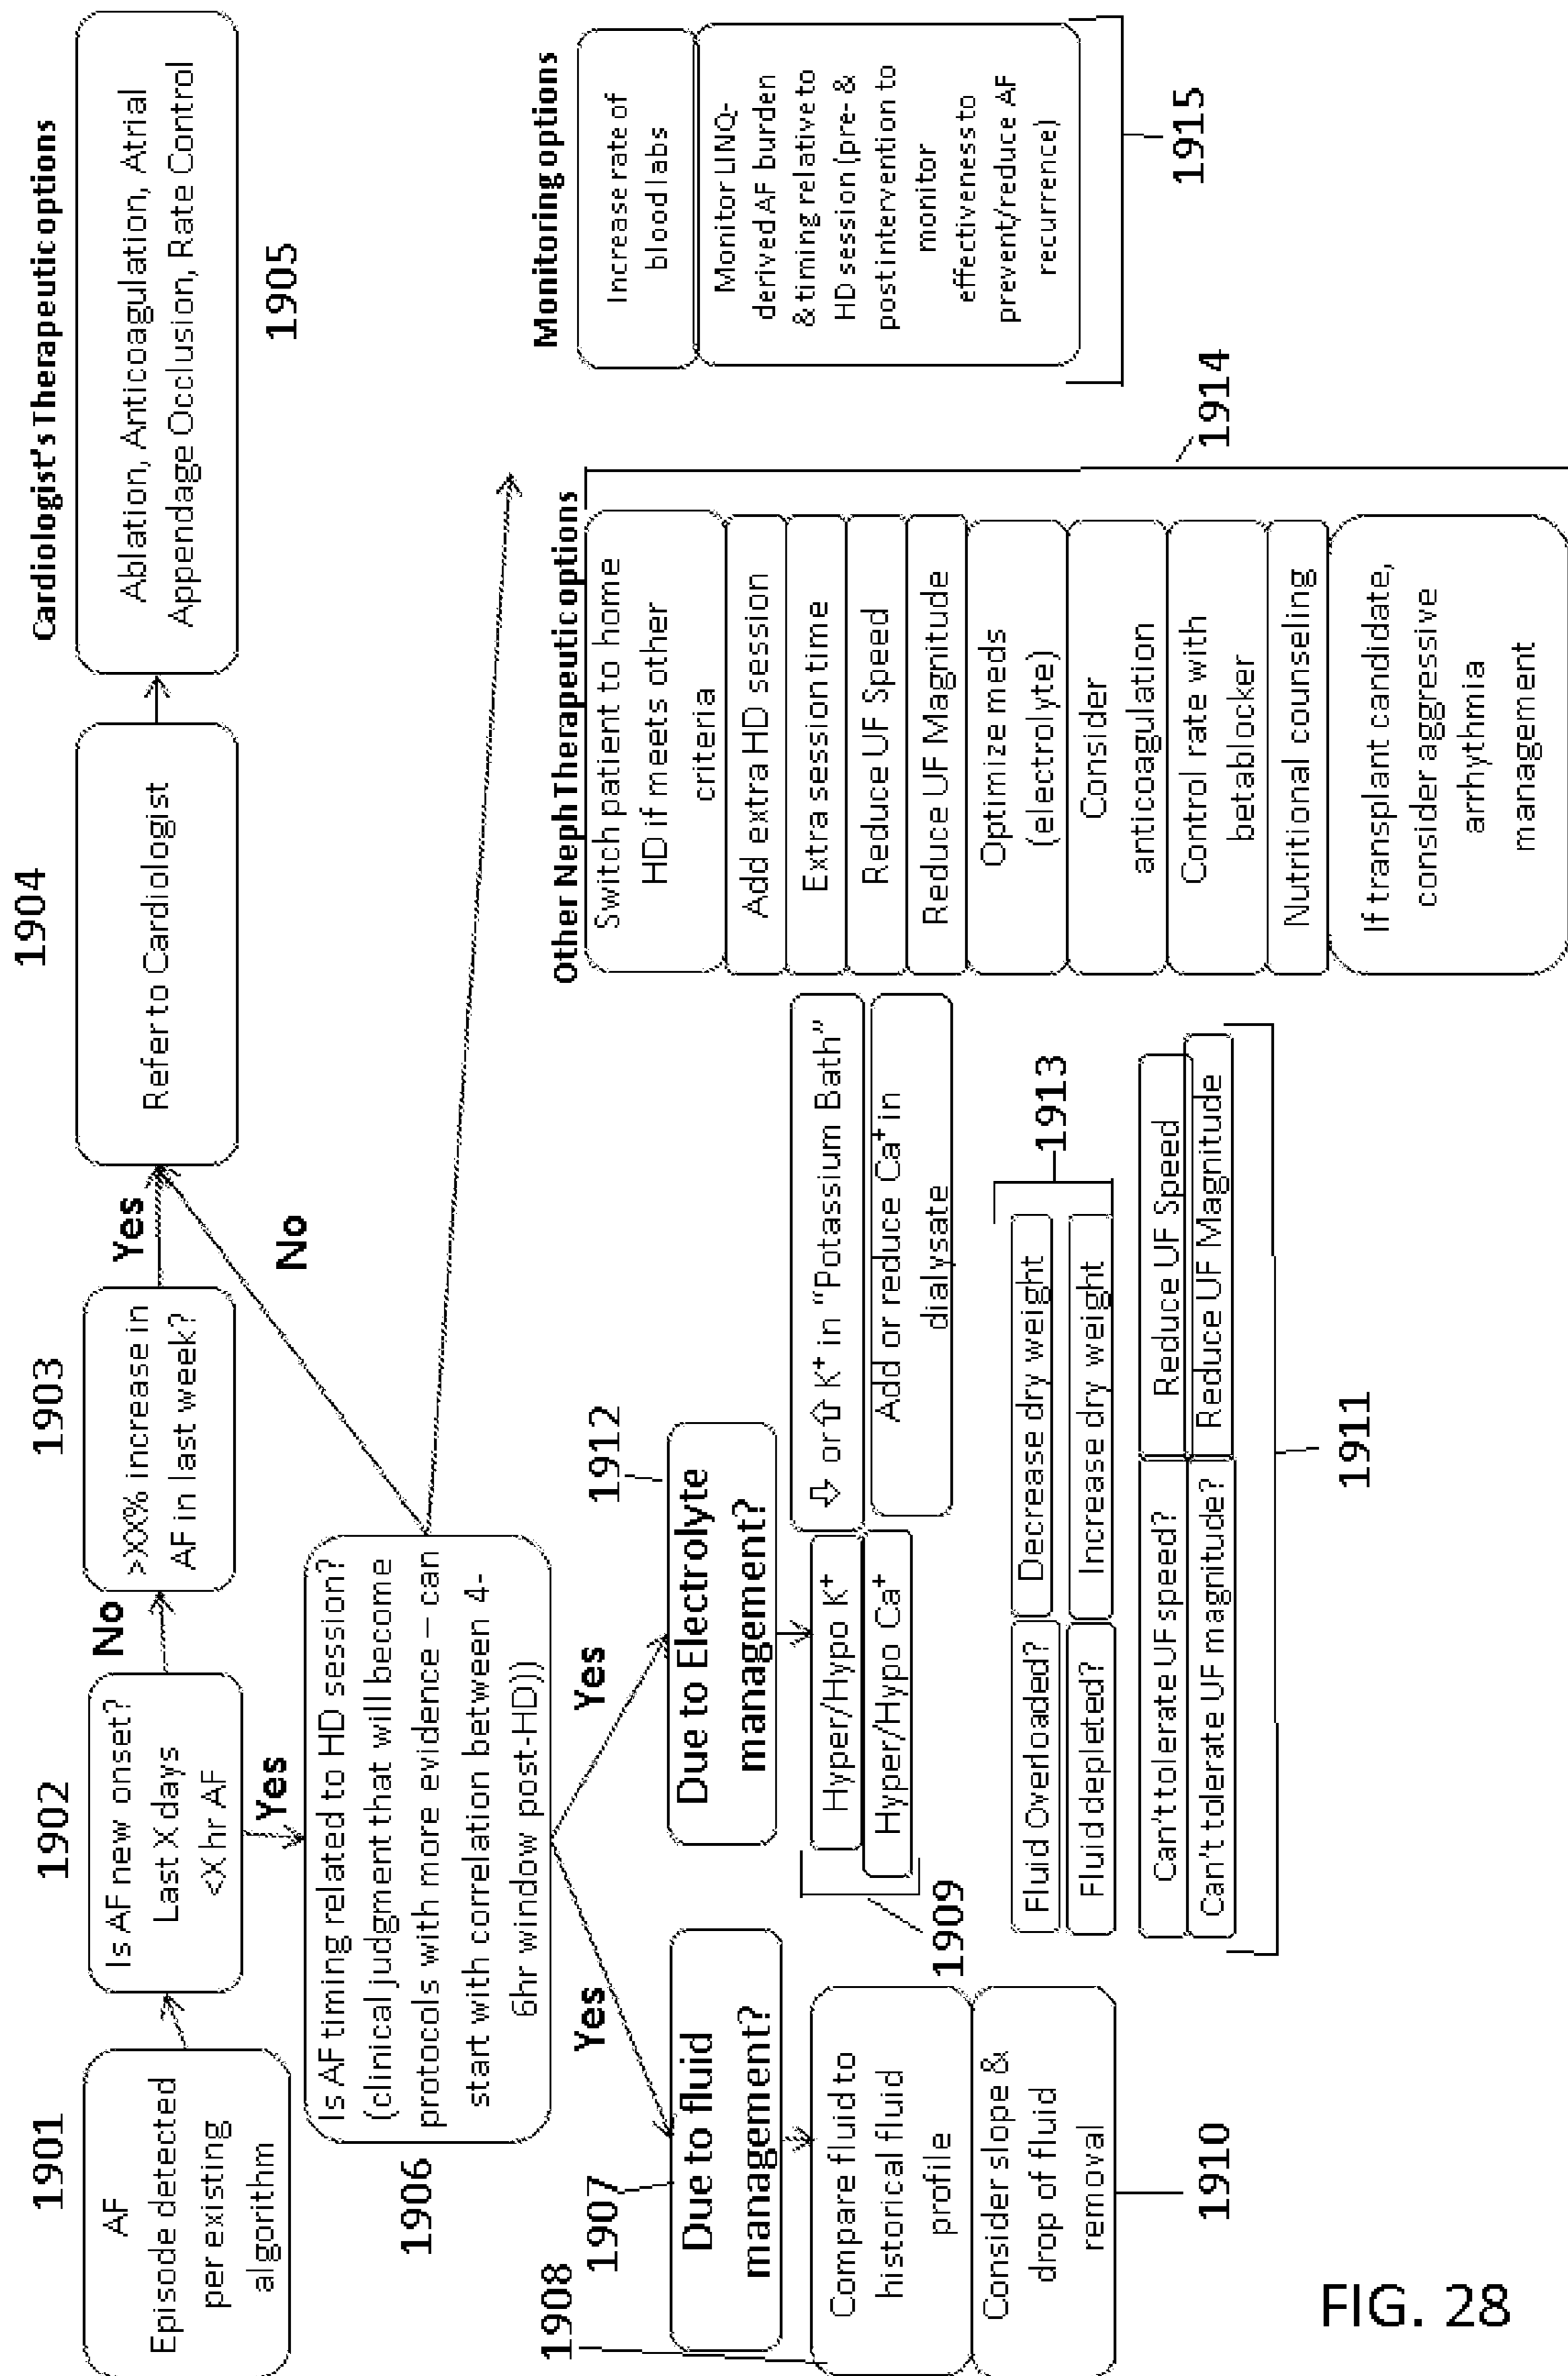 1901
AF
Episode detected
per existing
algorithm
1902
Is AF new onset?
Last X days
<X hr AF
No
Yes
1903
>XX% increase in
AF in last week?
Yes
No
1904
Refer to Cardiologist
Cardiologist's Therapeutic options
Ablation, Anticoagulation, Atrial
Appendage Occlusion, Rate Control
1905
1906
Is AF timing related to HD session?
(clinical judgment that will become
protocols with more evidence – can
start with correlation between 4-
6hr window post-HD))
Yes
Yes
1907
Due to fluid
management?
1908
Compare fluid to
historical fluid
profile
Consider slope &
drop of fluid
removal
1910
1912
Due to Electrolyte
management?
Hyper/Hypo K⁺
⇩ or ⇧ K⁺ in “Potassium Bath”
Hyper/Hypo Ca⁺
Add or reduce Ca⁺ in
dialysate
1909
Fluid Overloaded?
Decrease dry weight
Fluid depleted?
Increase dry weight
1913
Can't tolerate UF speed?
Reduce UF Speed
Can't tolerate UF magnitude?
Reduce UF Magnitude
1911
Other Neph Therapeutic options
Switch patient to home
HD if meets other
criteria
Add extra HD session
Extra session time
Reduce UF Speed
Reduce UF Magnitude
Optimize meds
(electrolyte)
Consider
anticoagulation
Control rate with
betablocker
Nutritional counseling
If transplant candidate,
consider aggressive
arrhythmia
management
1914
Monitoring options
Increase rate of
blood labs
Monitor LINQ-
derived AF burden
& timing relative to
HD session (pre- &
post intervention to
monitor
effectiveness to
prevent/reduce AF
recurrence)
1915
FIG. 28